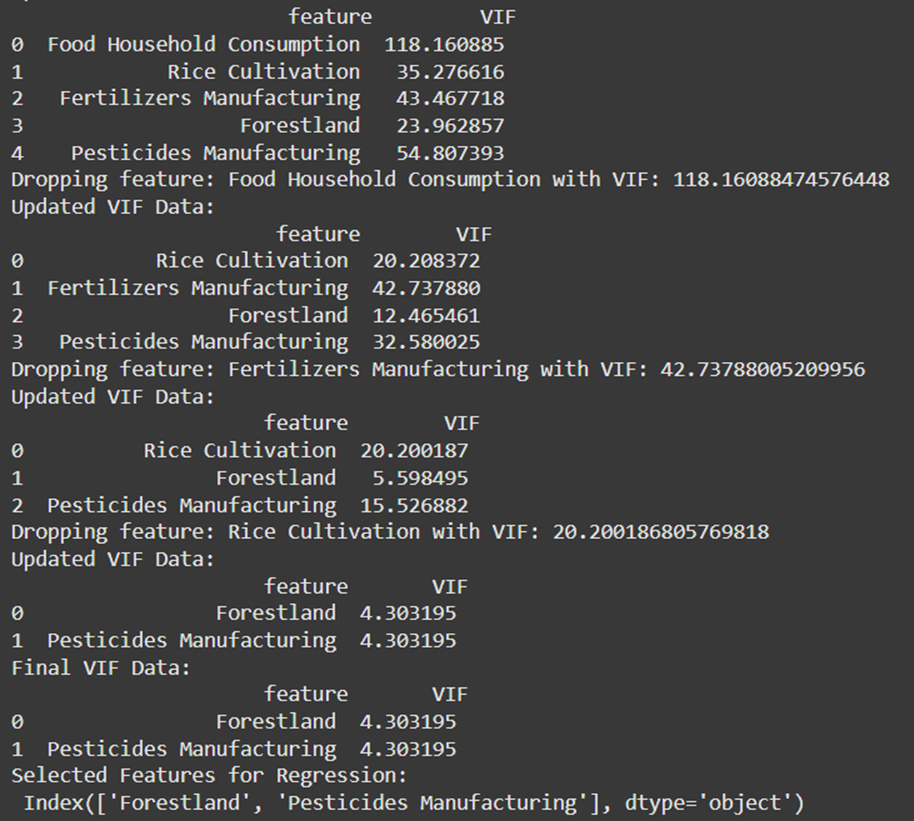 feature VIF
0 Food Household Consumption 118.160885
1 Rice Cultivation 35.276616
2 Fertilizers Manufacturing 43.467718
3 Forestland 23.962857
4 Pesticides Manufacturing 54.807393
Dropping feature: Food Household Consumption with VIF: 118.16088474576448
Updated VIF Data:
feature VIF
0 Rice Cultivation 20.208372
1 Fertilizers Manufacturing 42.737880
2 Forestland 12.465461
3 Pesticides Manufacturing 32.580025
Dropping feature: Fertilizers Manufacturing with VIF: 42.73788005209956
Updated VIF Data:
feature VIF
0 Rice Cultivation 20.200187
1 Forestland 5.598495
2 Pesticides Manufacturing 15.526882
Dropping feature: Rice Cultivation with VIF: 20.200186805769818
Updated VIF Data:
feature VIF
0 Forestland 4.303195
1 Pesticides Manufacturing 4.303195
Final VIF Data:
feature VIF
0 Forestland 4.303195
1 Pesticides Manufacturing 4.303195
Selected Features for Regression:
Index(['Forestland', 'Pesticides Manufacturing'], dtype='object')